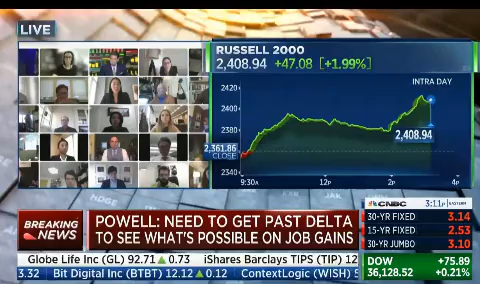 LIVE
RUSSELL 2000
2,408.94 +47.08 [+1.99%]
INTRA DAY
2420
2400
2,408.94
2380
2,361.86
CLOSE
2340
9:30A 12P 2P 4P
CNBC 3:11P EASTERN
30-YR FIXED 3.14
15-YR FIXED 2.53
30-YR JUMBO 3.10
BREAKING
NEWS
POWELL: NEED TO GET PAST DELTA
TO SEE WHAT'S POSSIBLE ON JOB GAINS
Globe Life Inc (GL) 92.71 ▲ 0.73 iShares Barclays TIPS (TIP) 12
3.32 Bit Digital Inc (BTBT) 12.12 ▲ 0.12 ContextLogic (WISH) 5
DOW +75.89
36,128.52 +0.21%